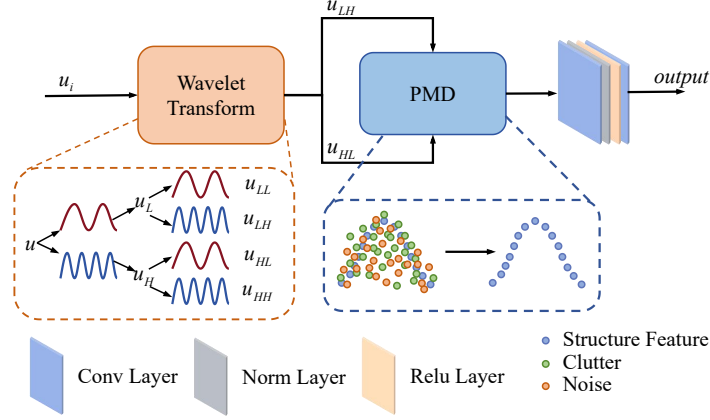 u_LH
u_i
Wavelet
Transform
PMD
output
u_HL
u_LL
u_L
u_LH
u
u_HL
u_H
u_HH
Structure Feature
Conv Layer
Norm Layer
Relu Layer
Clutter
Noise